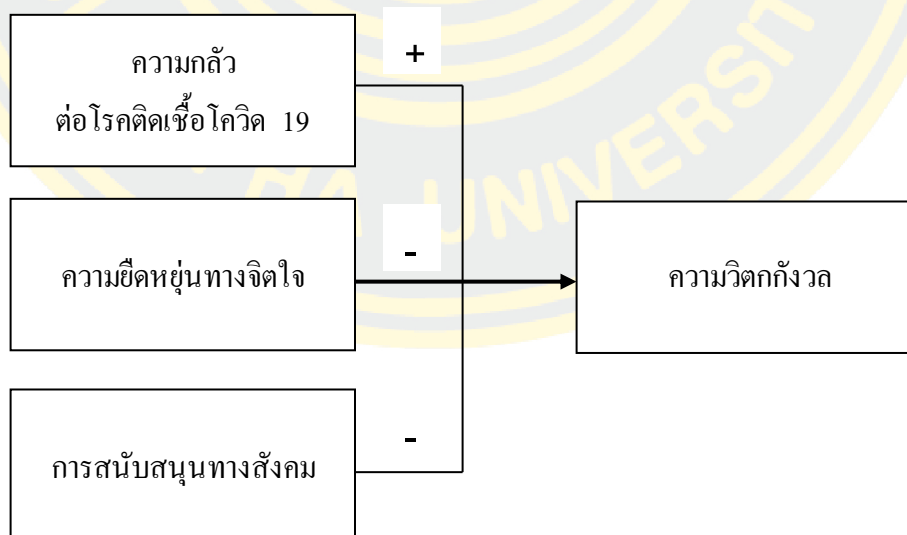 ความกลัว
ต่อโรคติดเชื้อโควิด 19
+
ความยืดหยุ่นทางจิตใจ
-
ความวิตกกังวล
การสนับสนุนทางสังคม
-
HA UNIVERSIT